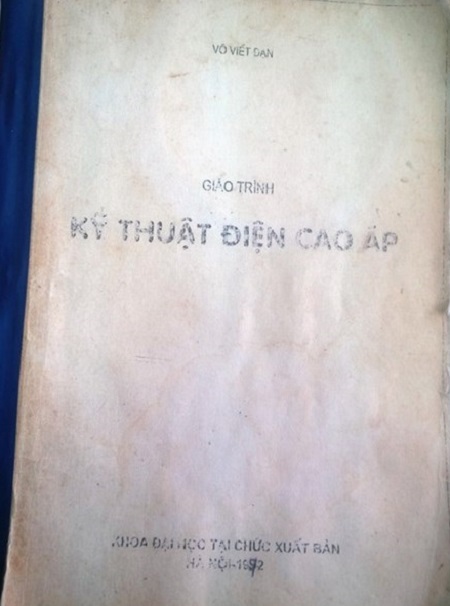 VÕ VIẾT ĐẠN
GIÁO TRÌNH
KỸ THUẬT ĐIỆN CAO ÁP
KHOA ĐẠI HỌC TẠI CHỨC XUẤT BẢN
HÀ NỘI-1992